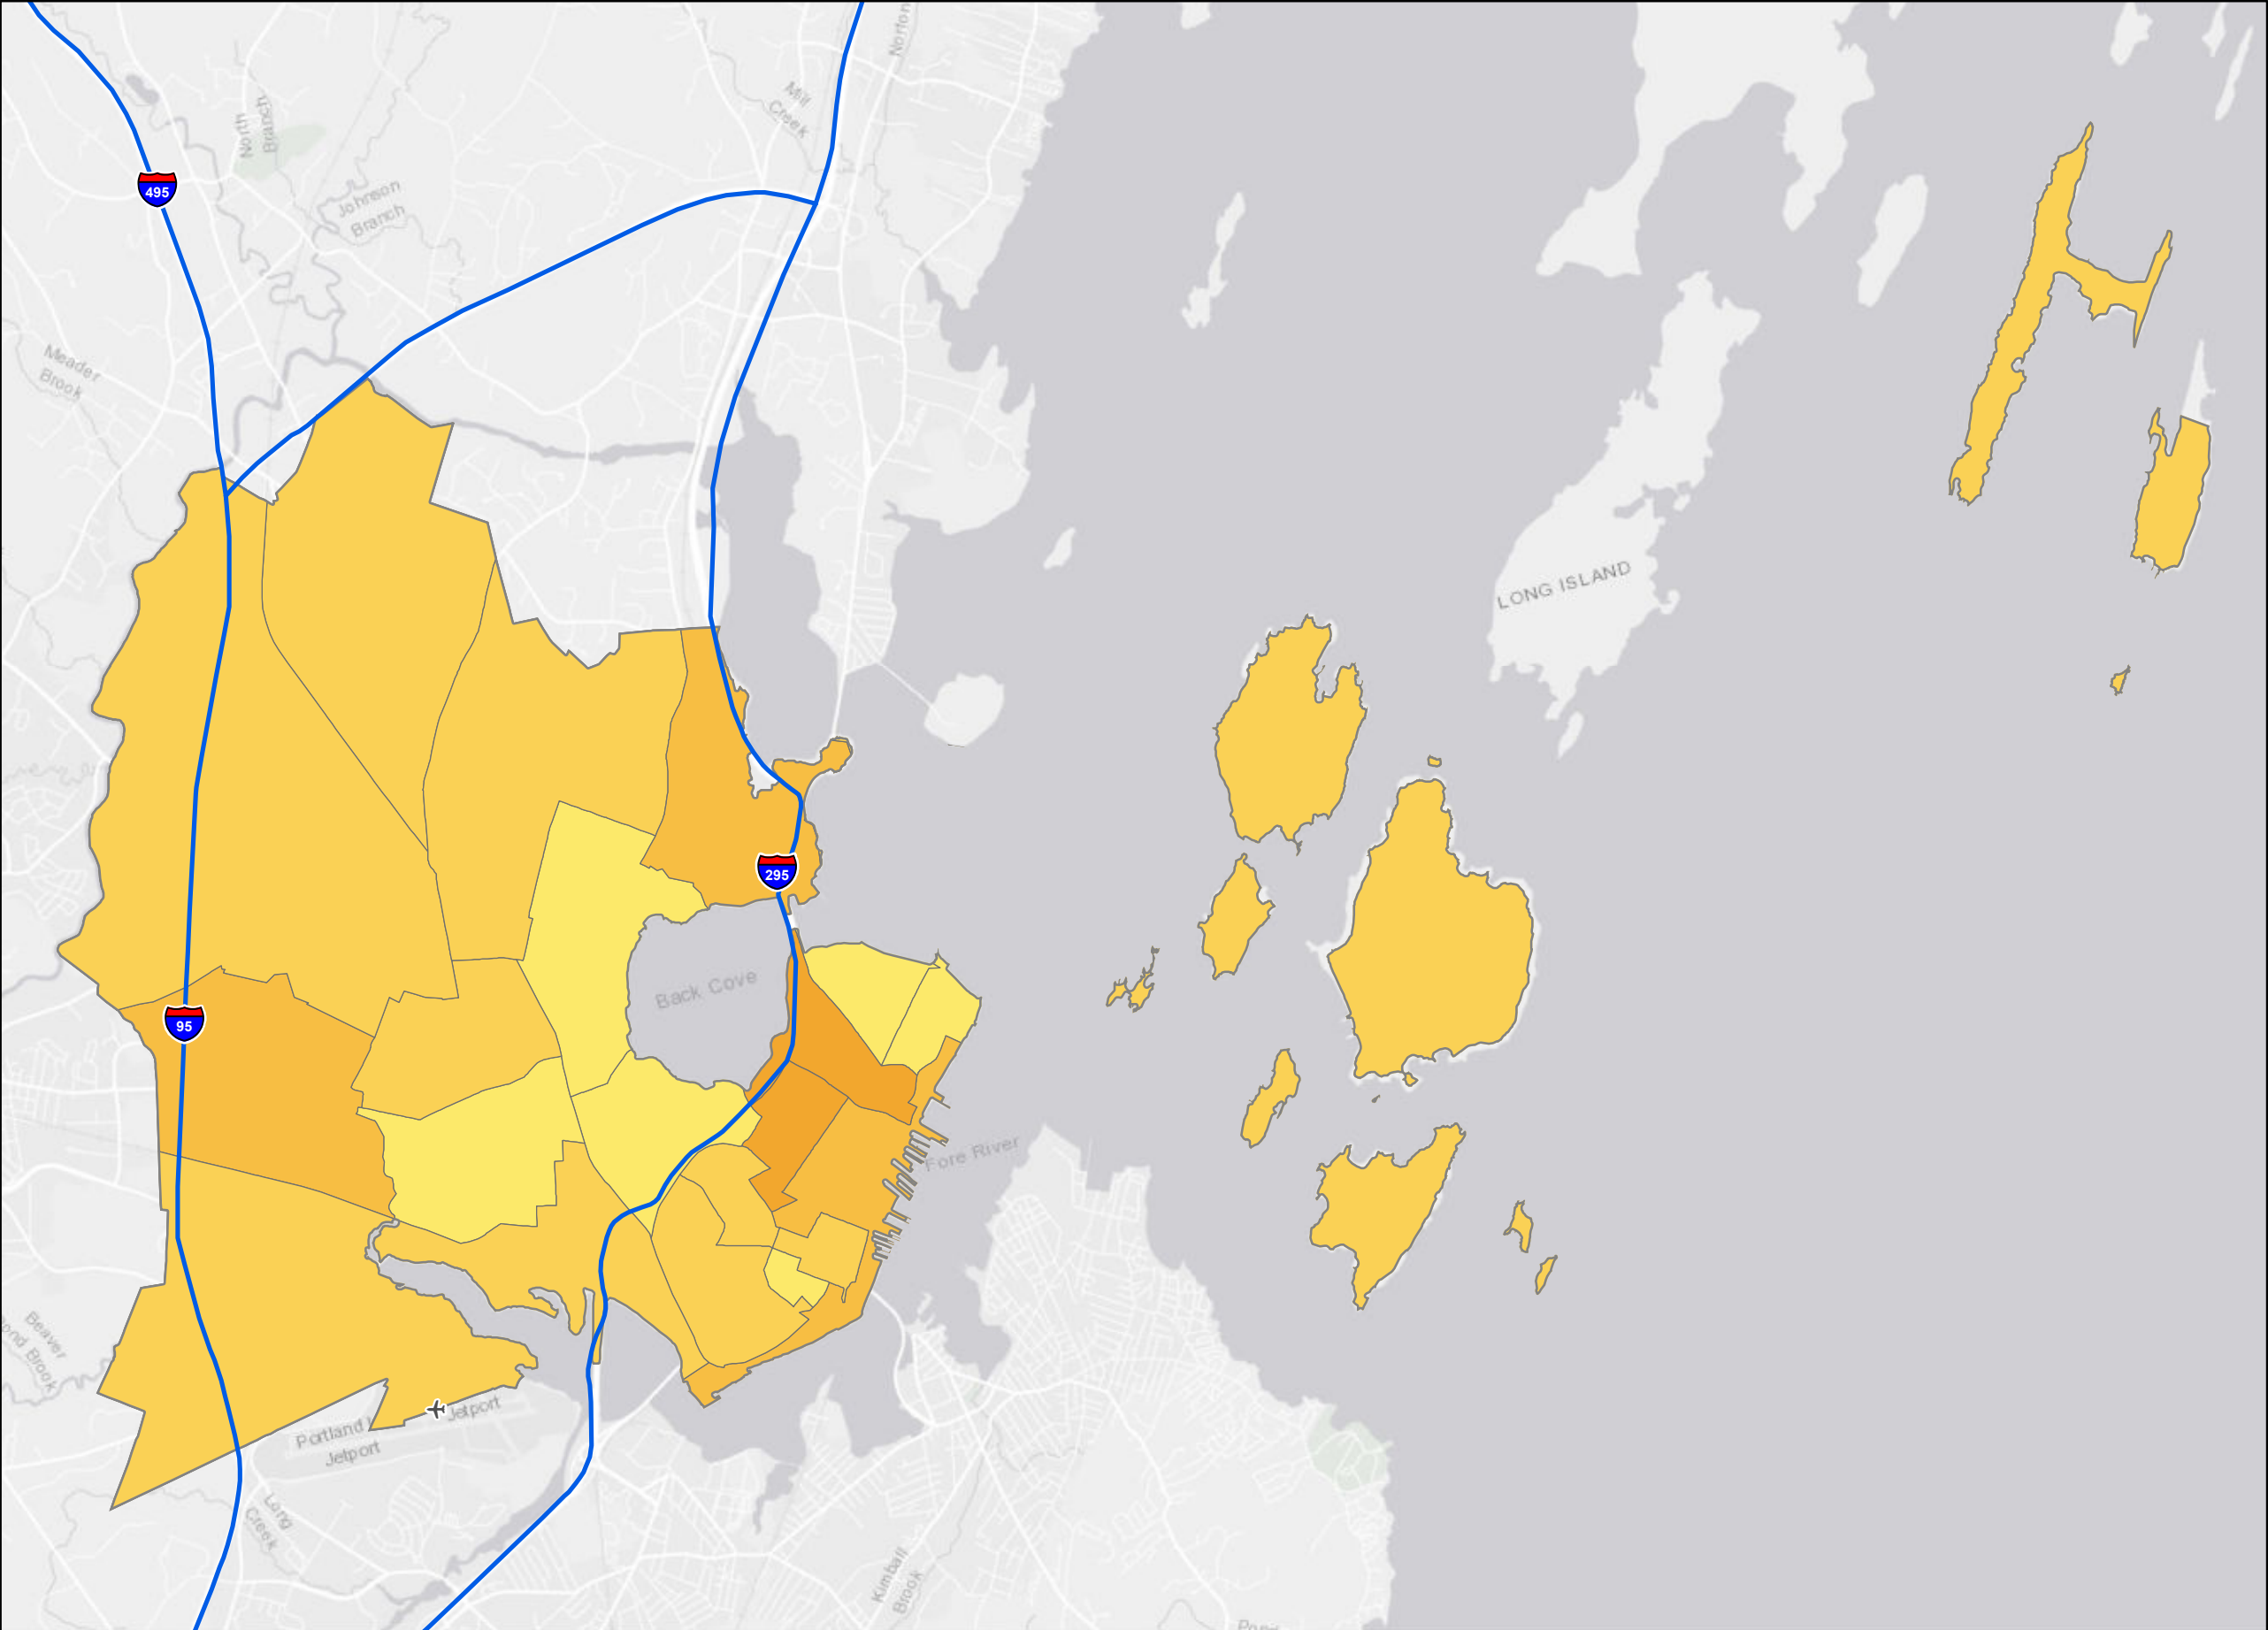 Norton
Mill
Creek
North
Branch
495
Johnson
Branch
Meader
Brook
LONG ISLAND
295
Back Cove
95
Fore River
Beaver
ond Brook
Portland I
Jetport
Jetport
Long
Creek
Kimball
Brook